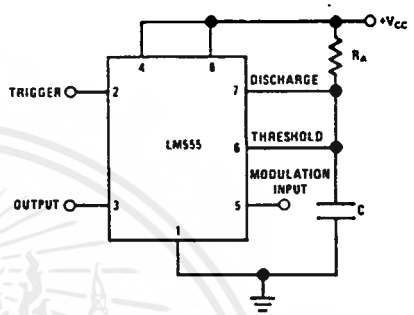 +VCC
RA
4 8
DISCHARGE
TRIGGER 2 7
LM555
THRESHOLD
6
MODULATION
INPUT
OUTPUT 3 5
C
1